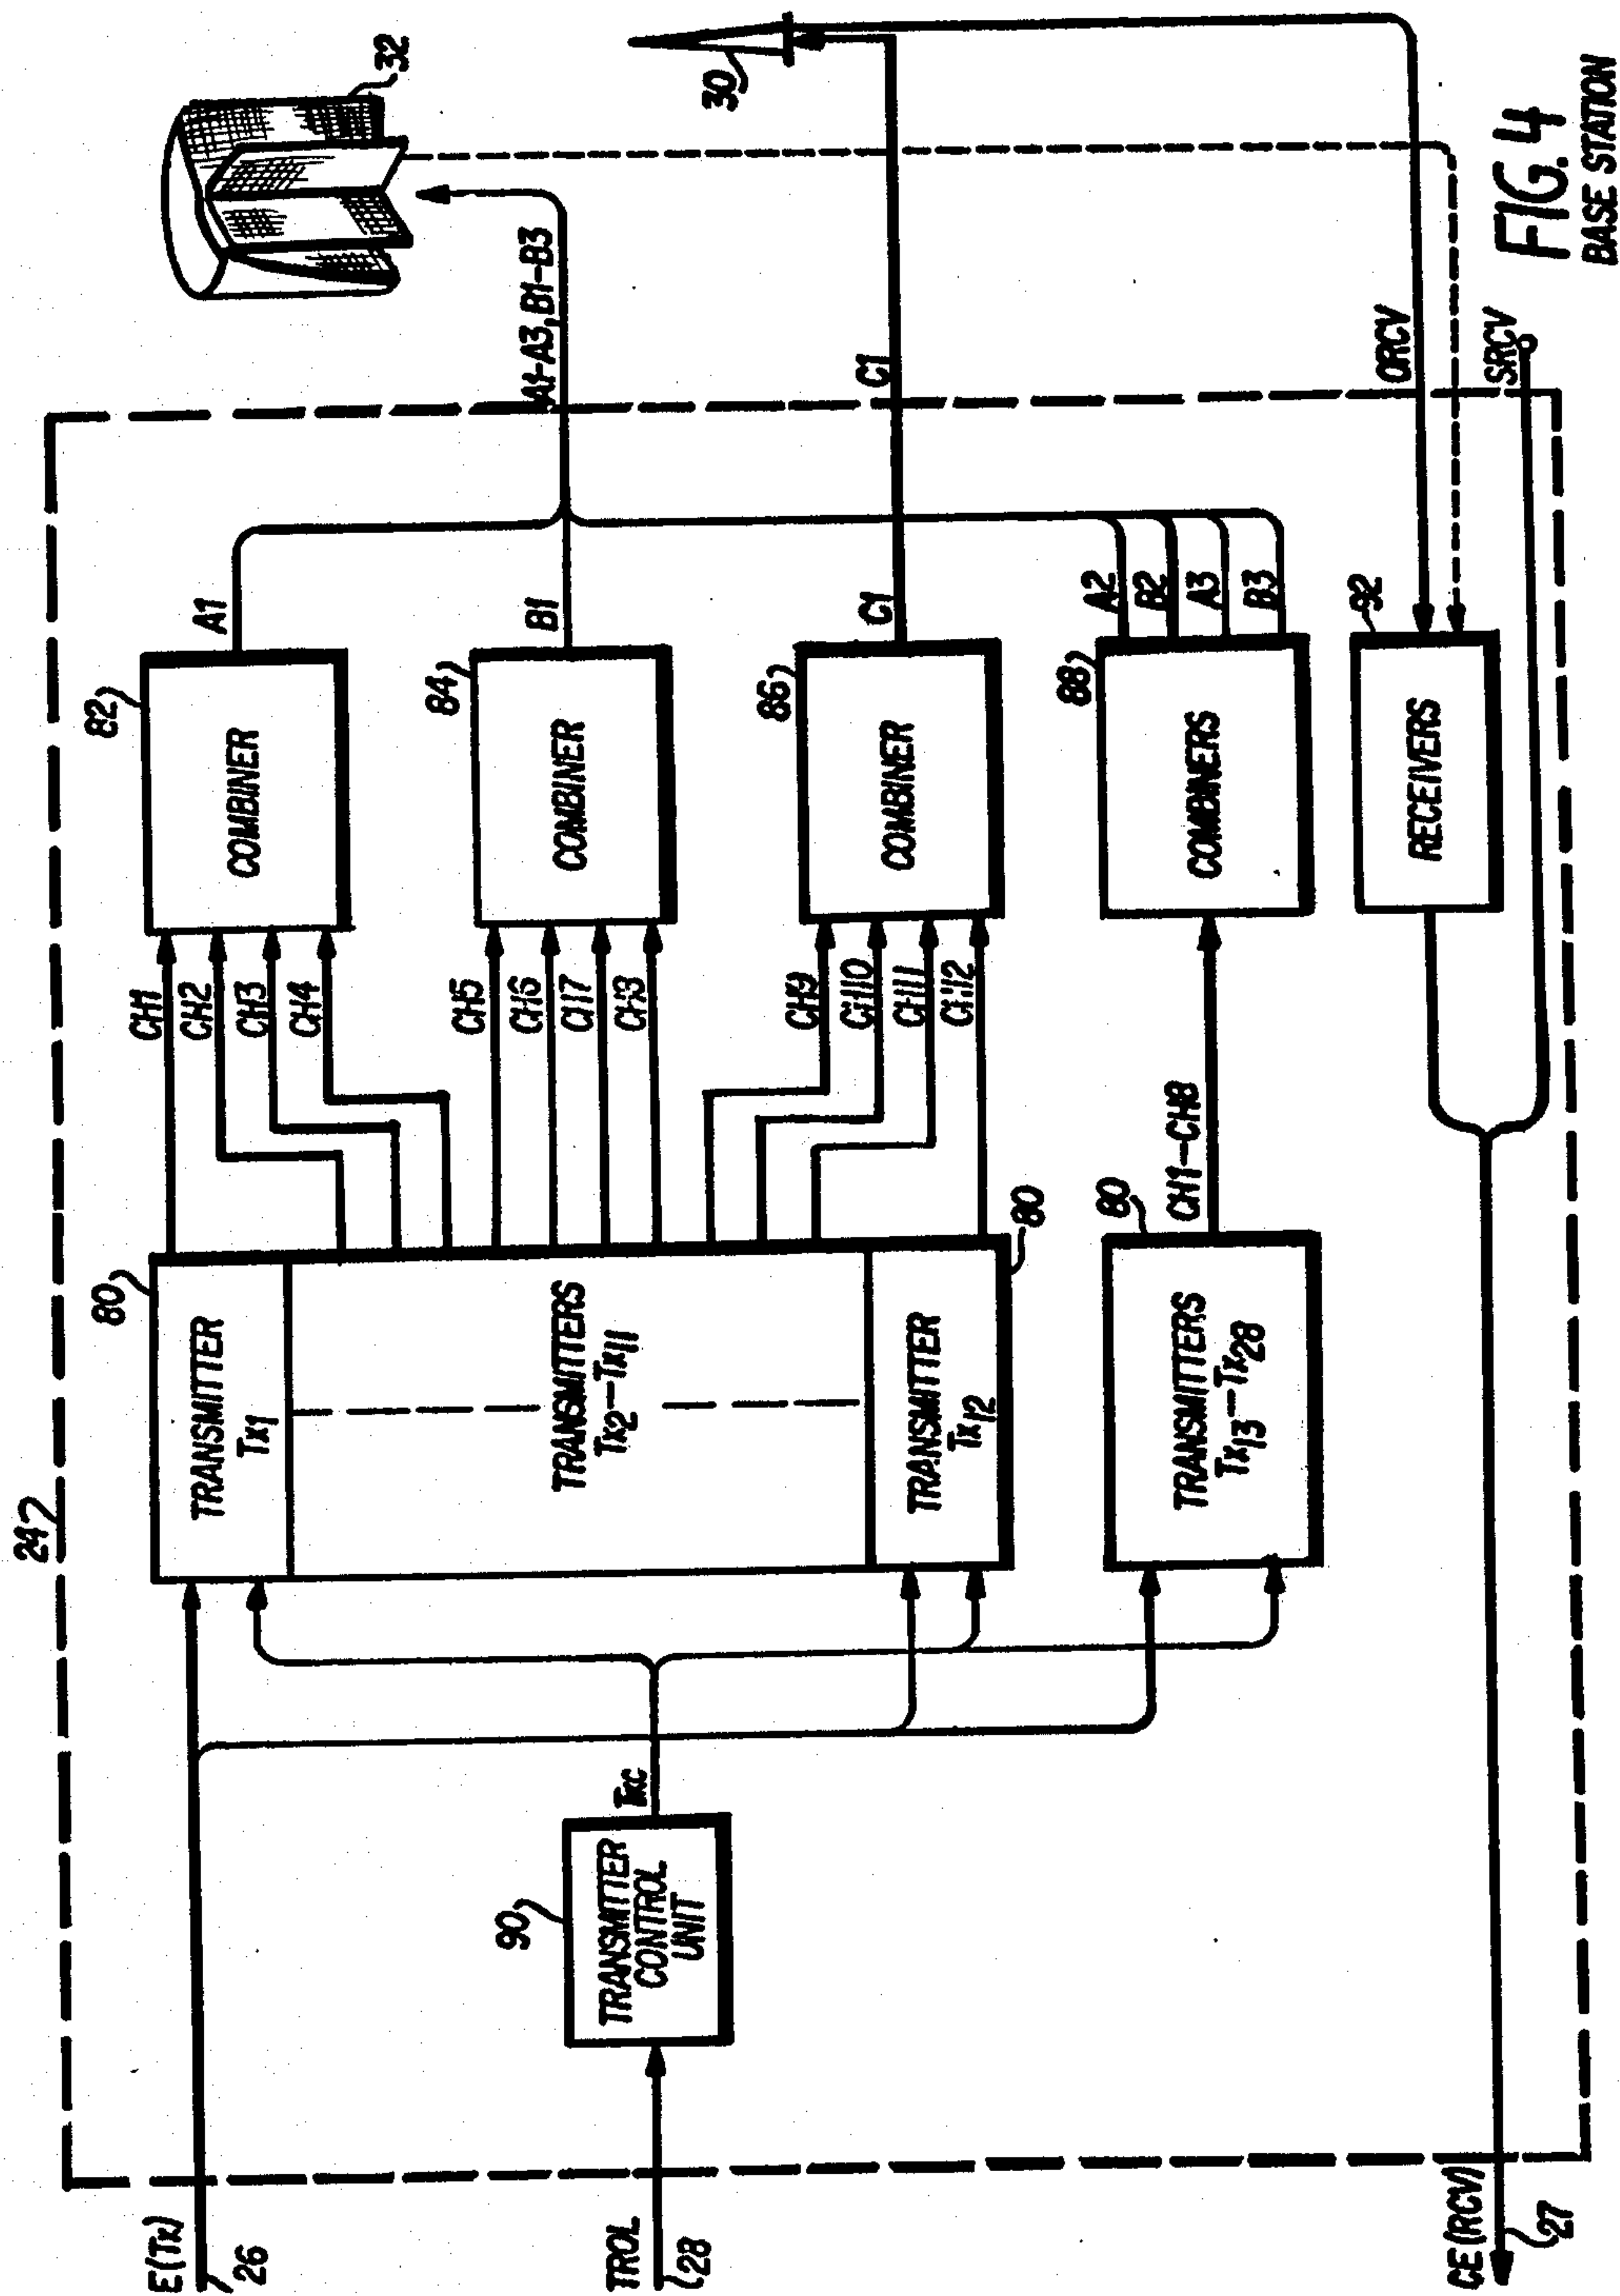 24
E(Tx)
26
TROL
28
CE(RCV)
27
90
TRANSMITTER
CONTROL
UNIT
Txc
80
TRANSMITTER
Tx1
TRANSMITTERS
Tx2—Tx11
TRANSMITTER
Tx12
80
80
TRANSMITTERS
Tx13—Tx28
CH1
CH2
CH3
CH4
CH5
CH6
CH7
CH9
CH10
CH11
CH12
CH1-CH8
82
COMBINER
84
COMBINER
86
COMBINER
88
COMBINERS
92
RECEIVERS
A1
B1
C1
A2
B2
A3
B3
A1-A3, B1-B3
C1
ORCV
SRCV
32
30
FIG. 4
BASE STATION